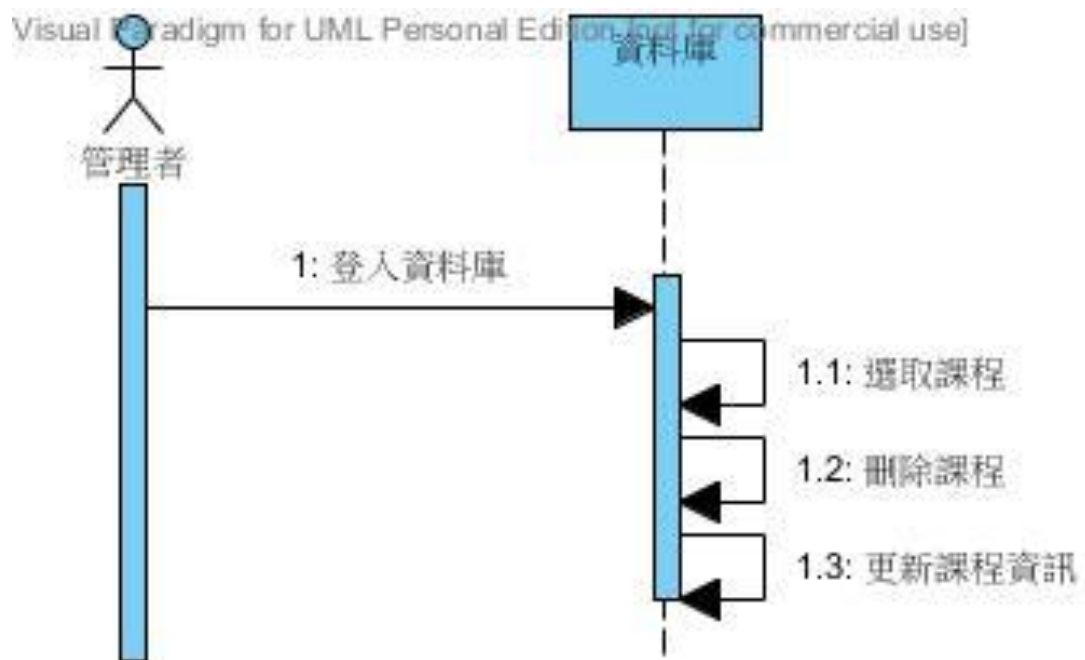 Visual Paradigm for UML Personal Edition [not for commercial use]
資料庫
管理者
1: 登入資料庫
1.1: 選取課程
1.2: 刪除課程
1.3: 更新課程資訊